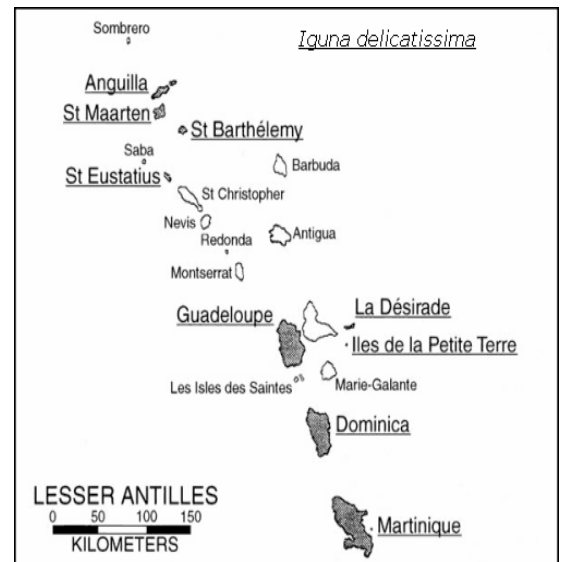 Sombrero
Iguna delicatissima
Anguilla
St Maarten
St Barthélemy
Saba
Barbuda
St Eustatius
St Christopher
Nevis
Antigua
Redonda
Montserrat
La Désirade
Guadeloupe
Iles de la Petite Terre
Les Isles des Saintes
Marie-Galante
Dominica
LESSER ANTILLES
0 50 100 150
KILOMETERS
Martinique